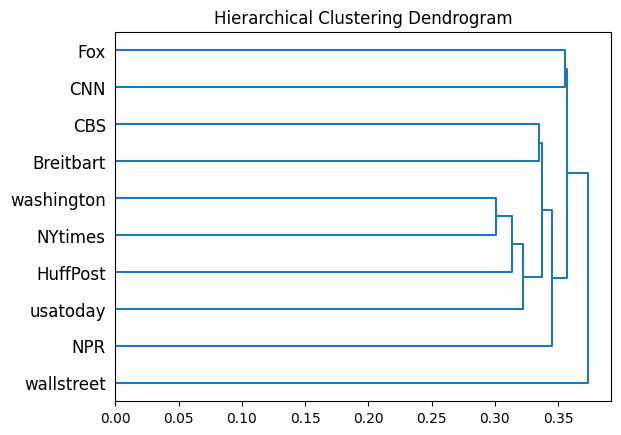 Hierarchical Clustering Dendrogram
Fox
CNN
CBS
Breitbart
washington
NYtimes
HuffPost
usatoday
NPR
wallstreet
0.00 0.05 0.10 0.15 0.20 0.25 0.30 0.35